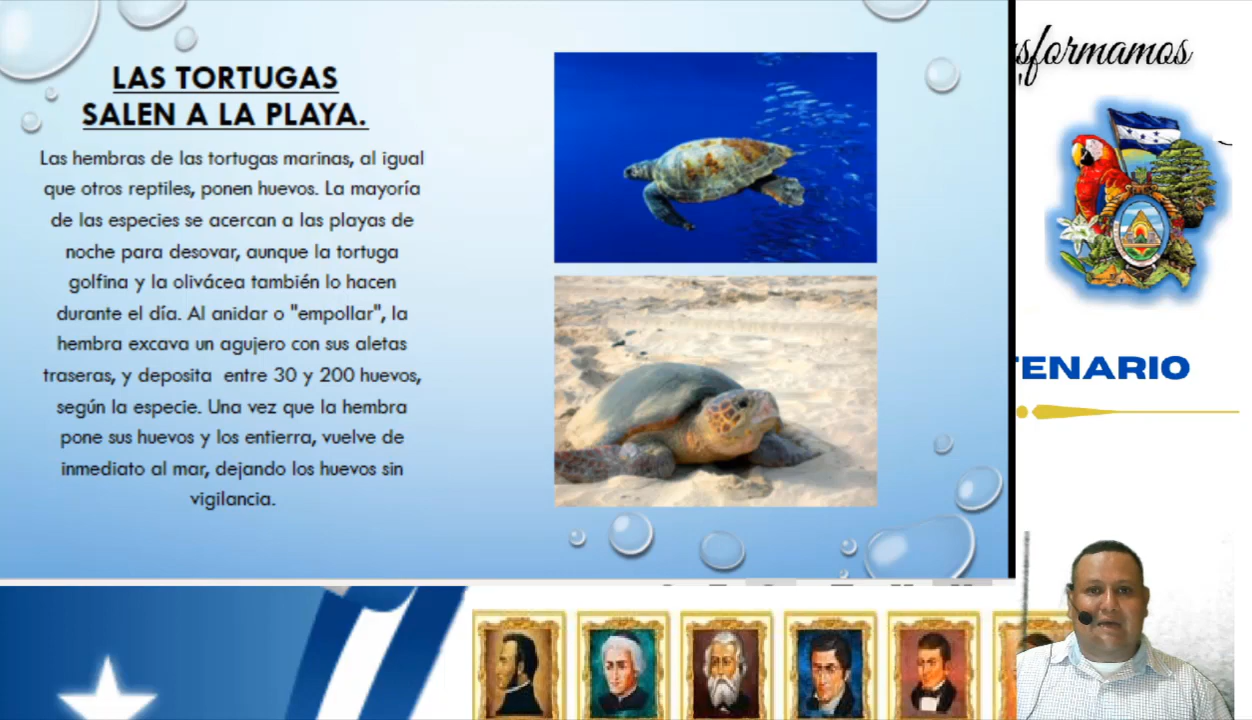 LAS TORTUGAS
SALEN A LA PLAYA.
Las hembras de las tortugas marinas, al igual
que otros reptiles, ponen huevos. La mayoría
de las especies se acercan a las playas de
noche para desovar, aunque la tortuga
golfina y la olivácea también lo hacen
durante el día. Al anidar o "empollar", la
hembra excava un agujero con sus aletas
traseras, y deposita entre 30 y 200 huevos,
según la especie. Una vez que la hembra
pone sus huevos y los entierra, vuelve de
inmediato al mar, dejando los huevos sin
vigilancia.
sformamos
TENARIO